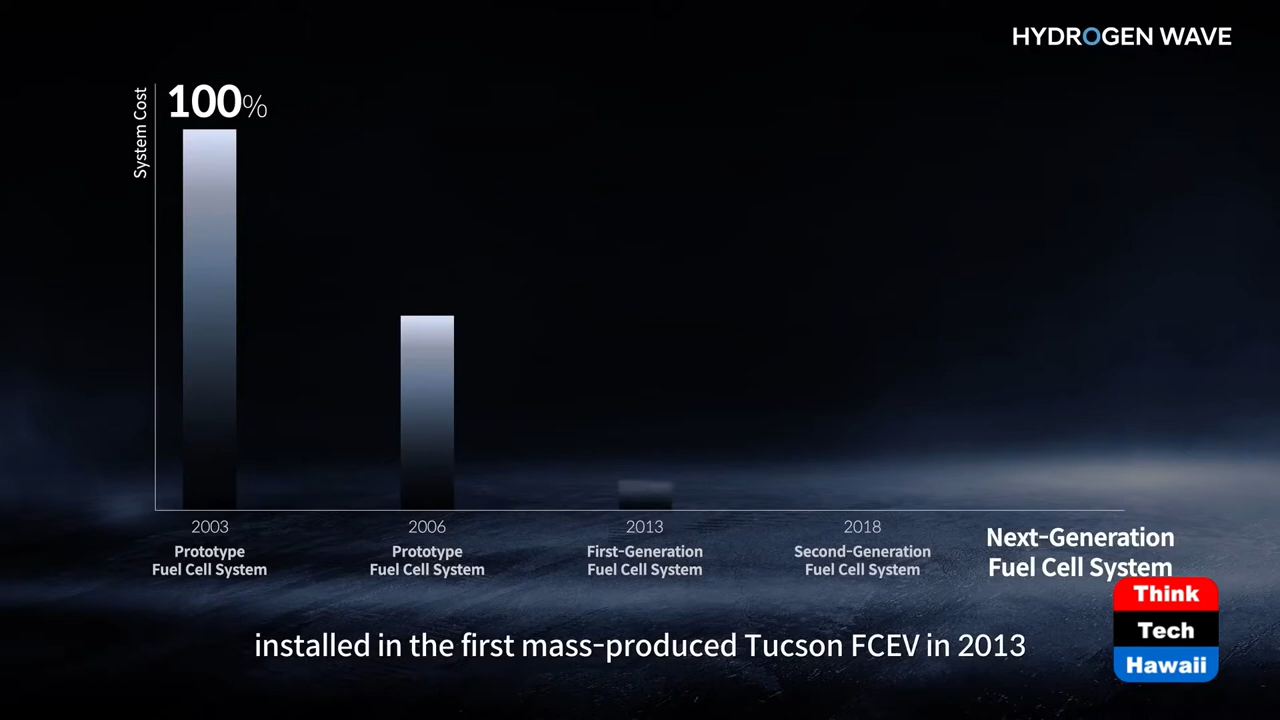 HYDROGEN WAVE
System Cost
100%
2003
Prototype
Fuel Cell System
2006
Prototype
Fuel Cell System
2013
First-Generation
Fuel Cell System
2018
Second-Generation
Fuel Cell System
Next-Generation
Fuel Cell System
installed in the first mass-produced Tucson FCEV in 2013
Think
Tech
Hawaii